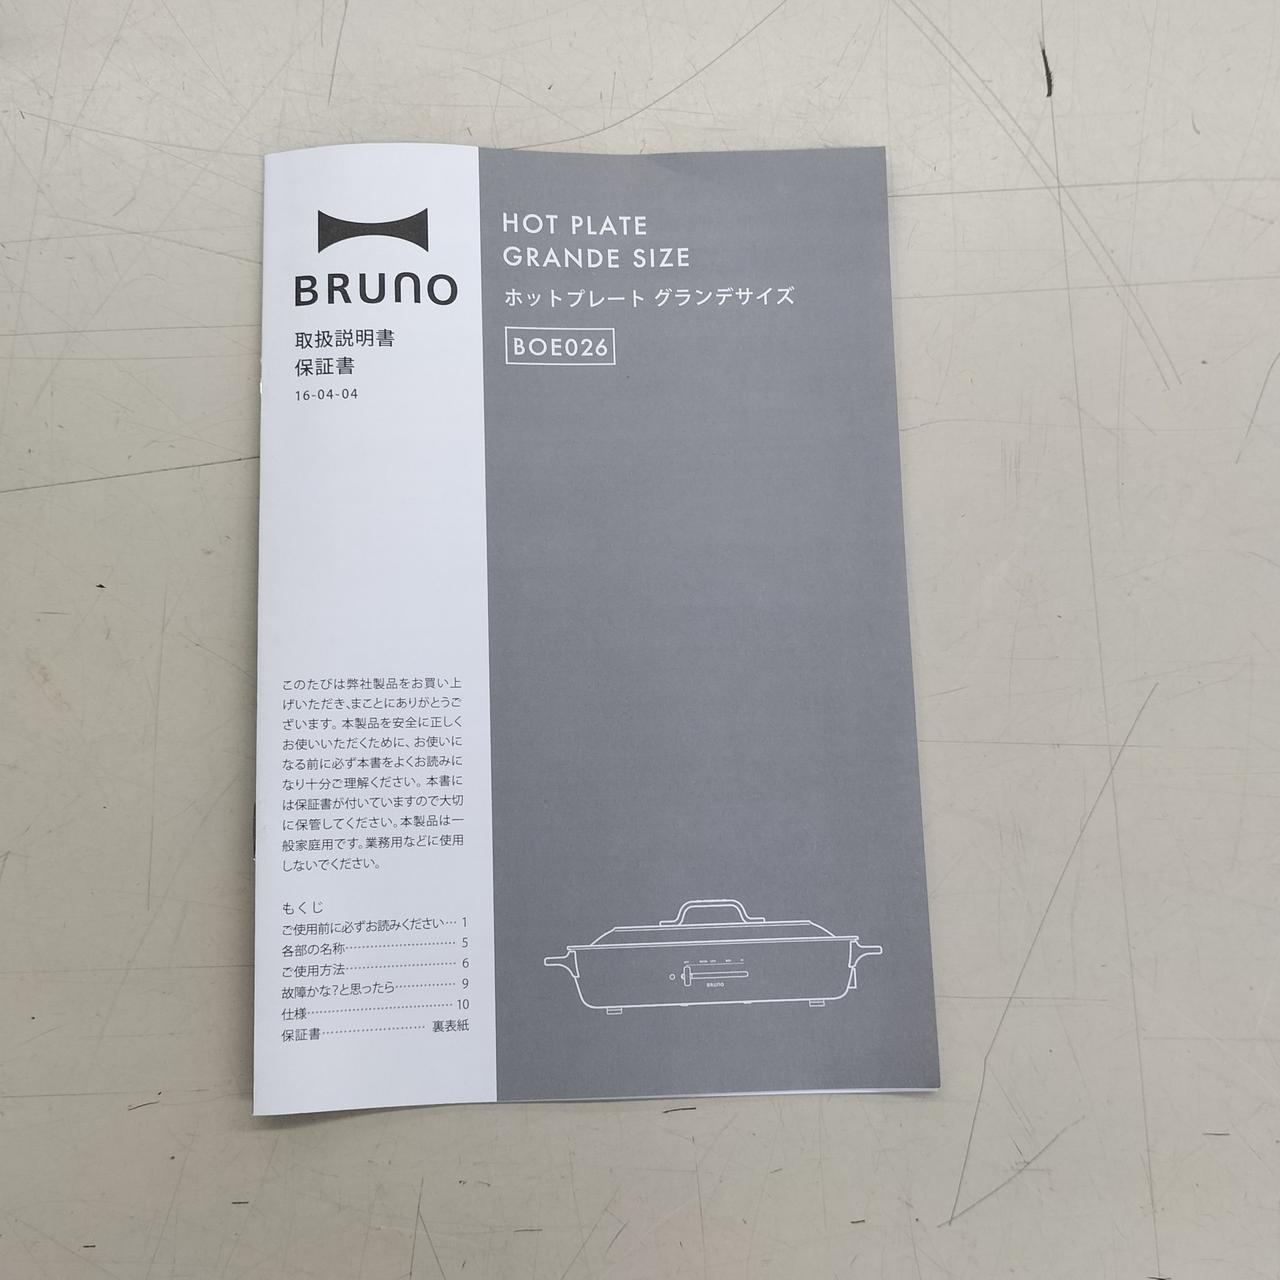 BRUNO
取扱説明書
保証書
16-04-04
このたびは弊社製品をお買い上
げいただき、まことにありがとうご
ざいます。本製品を安全に正しく
お使いいただくために、お使いに
なる前に必ず本書をよくお読みに
なり十分ご理解ください。本書に
は保証書が付いていますので大切
に保管してください。本製品は一
般家庭用です。業務用などに使用
しないでください。
もくじ
ご使用前に必ずお読みください… 1
各部の名称……………………… 5
ご使用方法……………………… 6
故障かな?と思ったら…………… 9
仕様……………………………… 10
保証書…………………… 裏表紙
HOT PLATE
GRANDE SIZE
ホットプレート グランデサイズ
BOE026
BRUNO